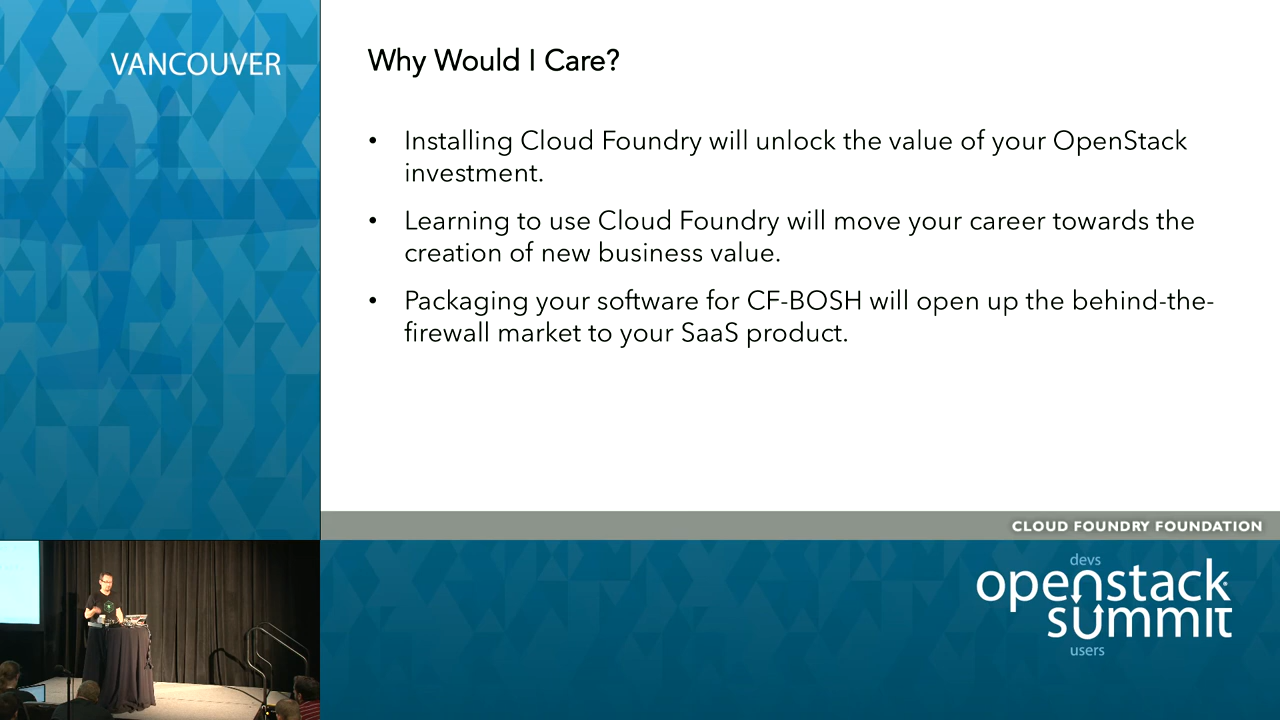 VANCOUVER
Why Would I Care?
• Installing Cloud Foundry will unlock the value of your OpenStack
investment.
• Learning to use Cloud Foundry will move your career towards the
creation of new business value.
• Packaging your software for CF-BOSH will open up the behind-the-
firewall market to your SaaS product.
CLOUD FOUNDRY FOUNDATION
devs
openstack
summit
users